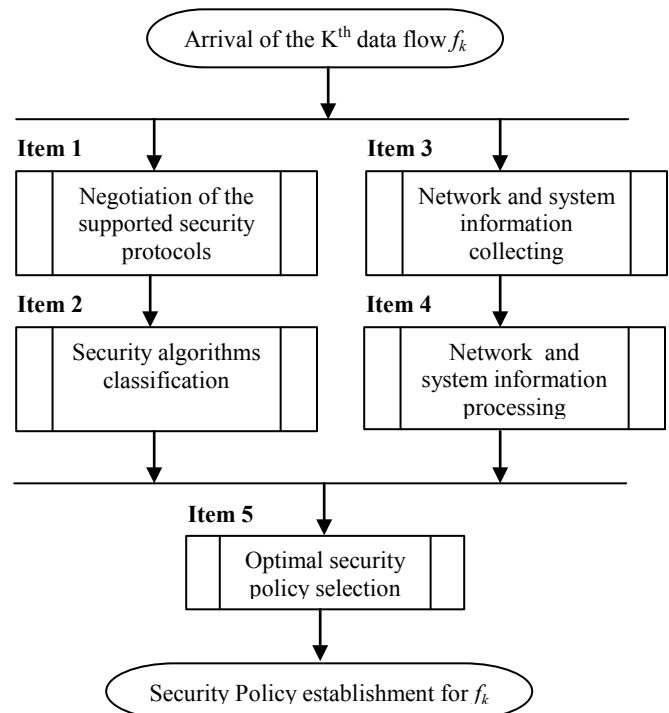 Arrival of the Kth data flow fk
Item 1
Negotiation of the
supported security
protocols
Item 2
Security algorithms
classification
Item 3
Network and system
information
collecting
Item 4
Network and
system information
processing
Item 5
Optimal security
policy selection
Security Policy establishment for fk